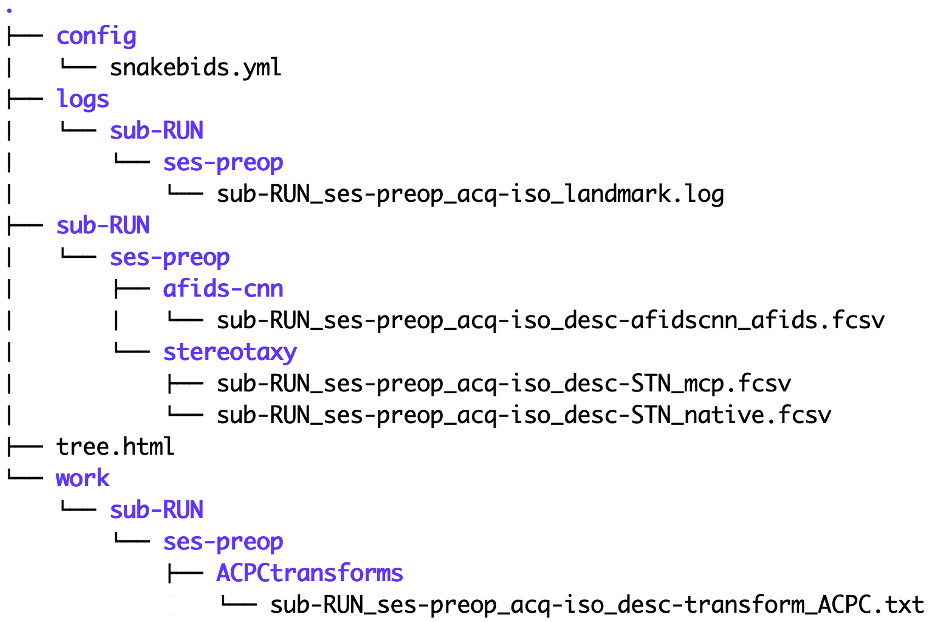 .
├── config
│   └── snakebids.yml
├── logs
│   └── sub-RUN
│       └── ses-preop
│           └── sub-RUN_ses-preop_acq-iso_landmark.log
├── sub-RUN
│   └── ses-preop
│       ├── afids-cnn
│       │   └── sub-RUN_ses-preop_acq-iso_desc-afidscnn_afids.fcsv
│       └── stereotaxy
│           ├── sub-RUN_ses-preop_acq-iso_desc-STN_mcp.fcsv
│           └── sub-RUN_ses-preop_acq-iso_desc-STN_native.fcsv
├── tree.html
└── work
    └── sub-RUN
        └── ses-preop
            ├── ACPCtransforms
                └── sub-RUN_ses-preop_acq-iso_desc-transform_ACPC.txt